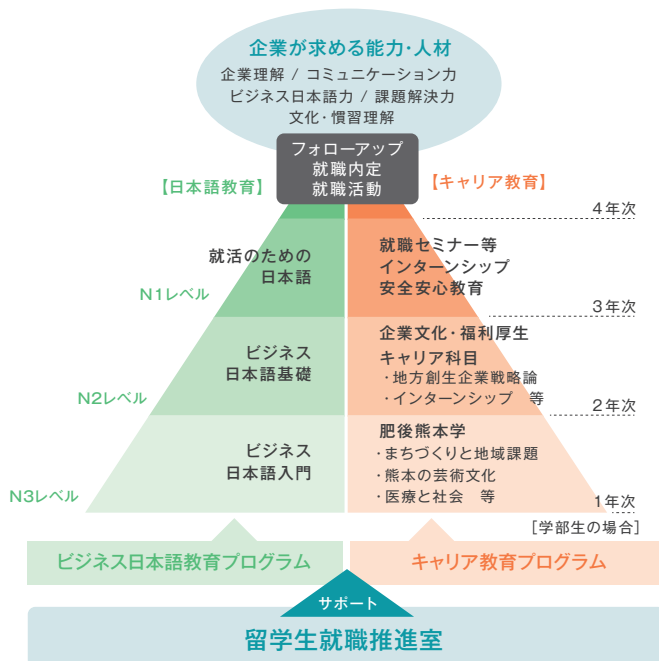 企業が求める能力・人材
企業理解 / コミュニケーション力
ビジネス日本語力 / 課題解決力
文化・慣習理解
フォローアップ
就職内定
就職活動
【日本語教育】
【キャリア教育】
4年次
就活のための
日本語
就職セミナー等
インターンシップ
安全安心教育
N1レベル
3年次
ビジネス
日本語基礎
企業文化・福利厚生
キャリア科目
・地方創生企業戦略論
・インターンシップ　等
N2レベル
2年次
ビジネス
日本語入門
肥後熊本学
・まちづくりと地域課題
・熊本の芸術文化
・医療と社会　等
N3レベル
1年次
[学部生の場合]
ビジネス日本語教育プログラム
キャリア教育プログラム
サポート
留学生就職推進室